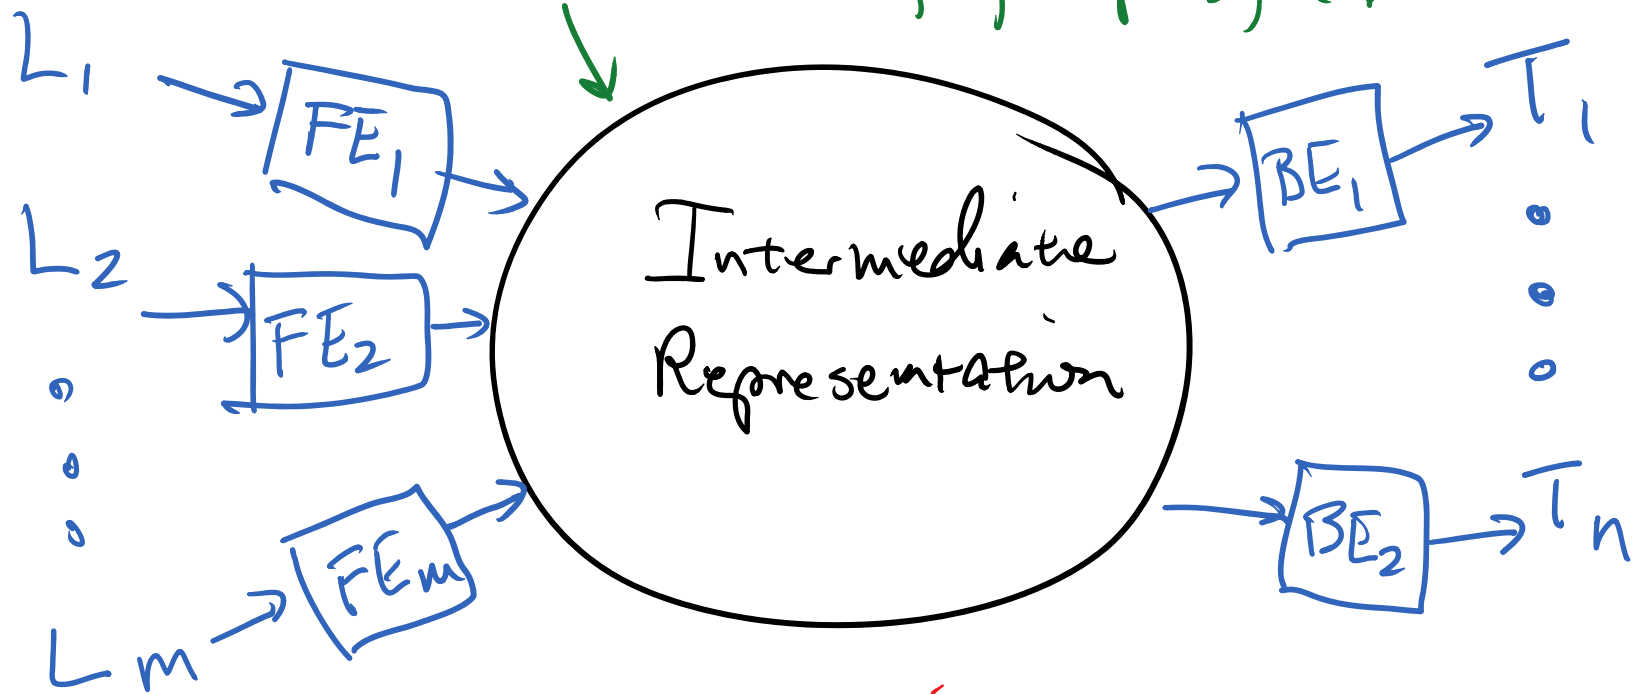 L1
FE1
L2
FE2
Lm
FEm
Intermediate
Representation
BE1
T1
BE2
Tn